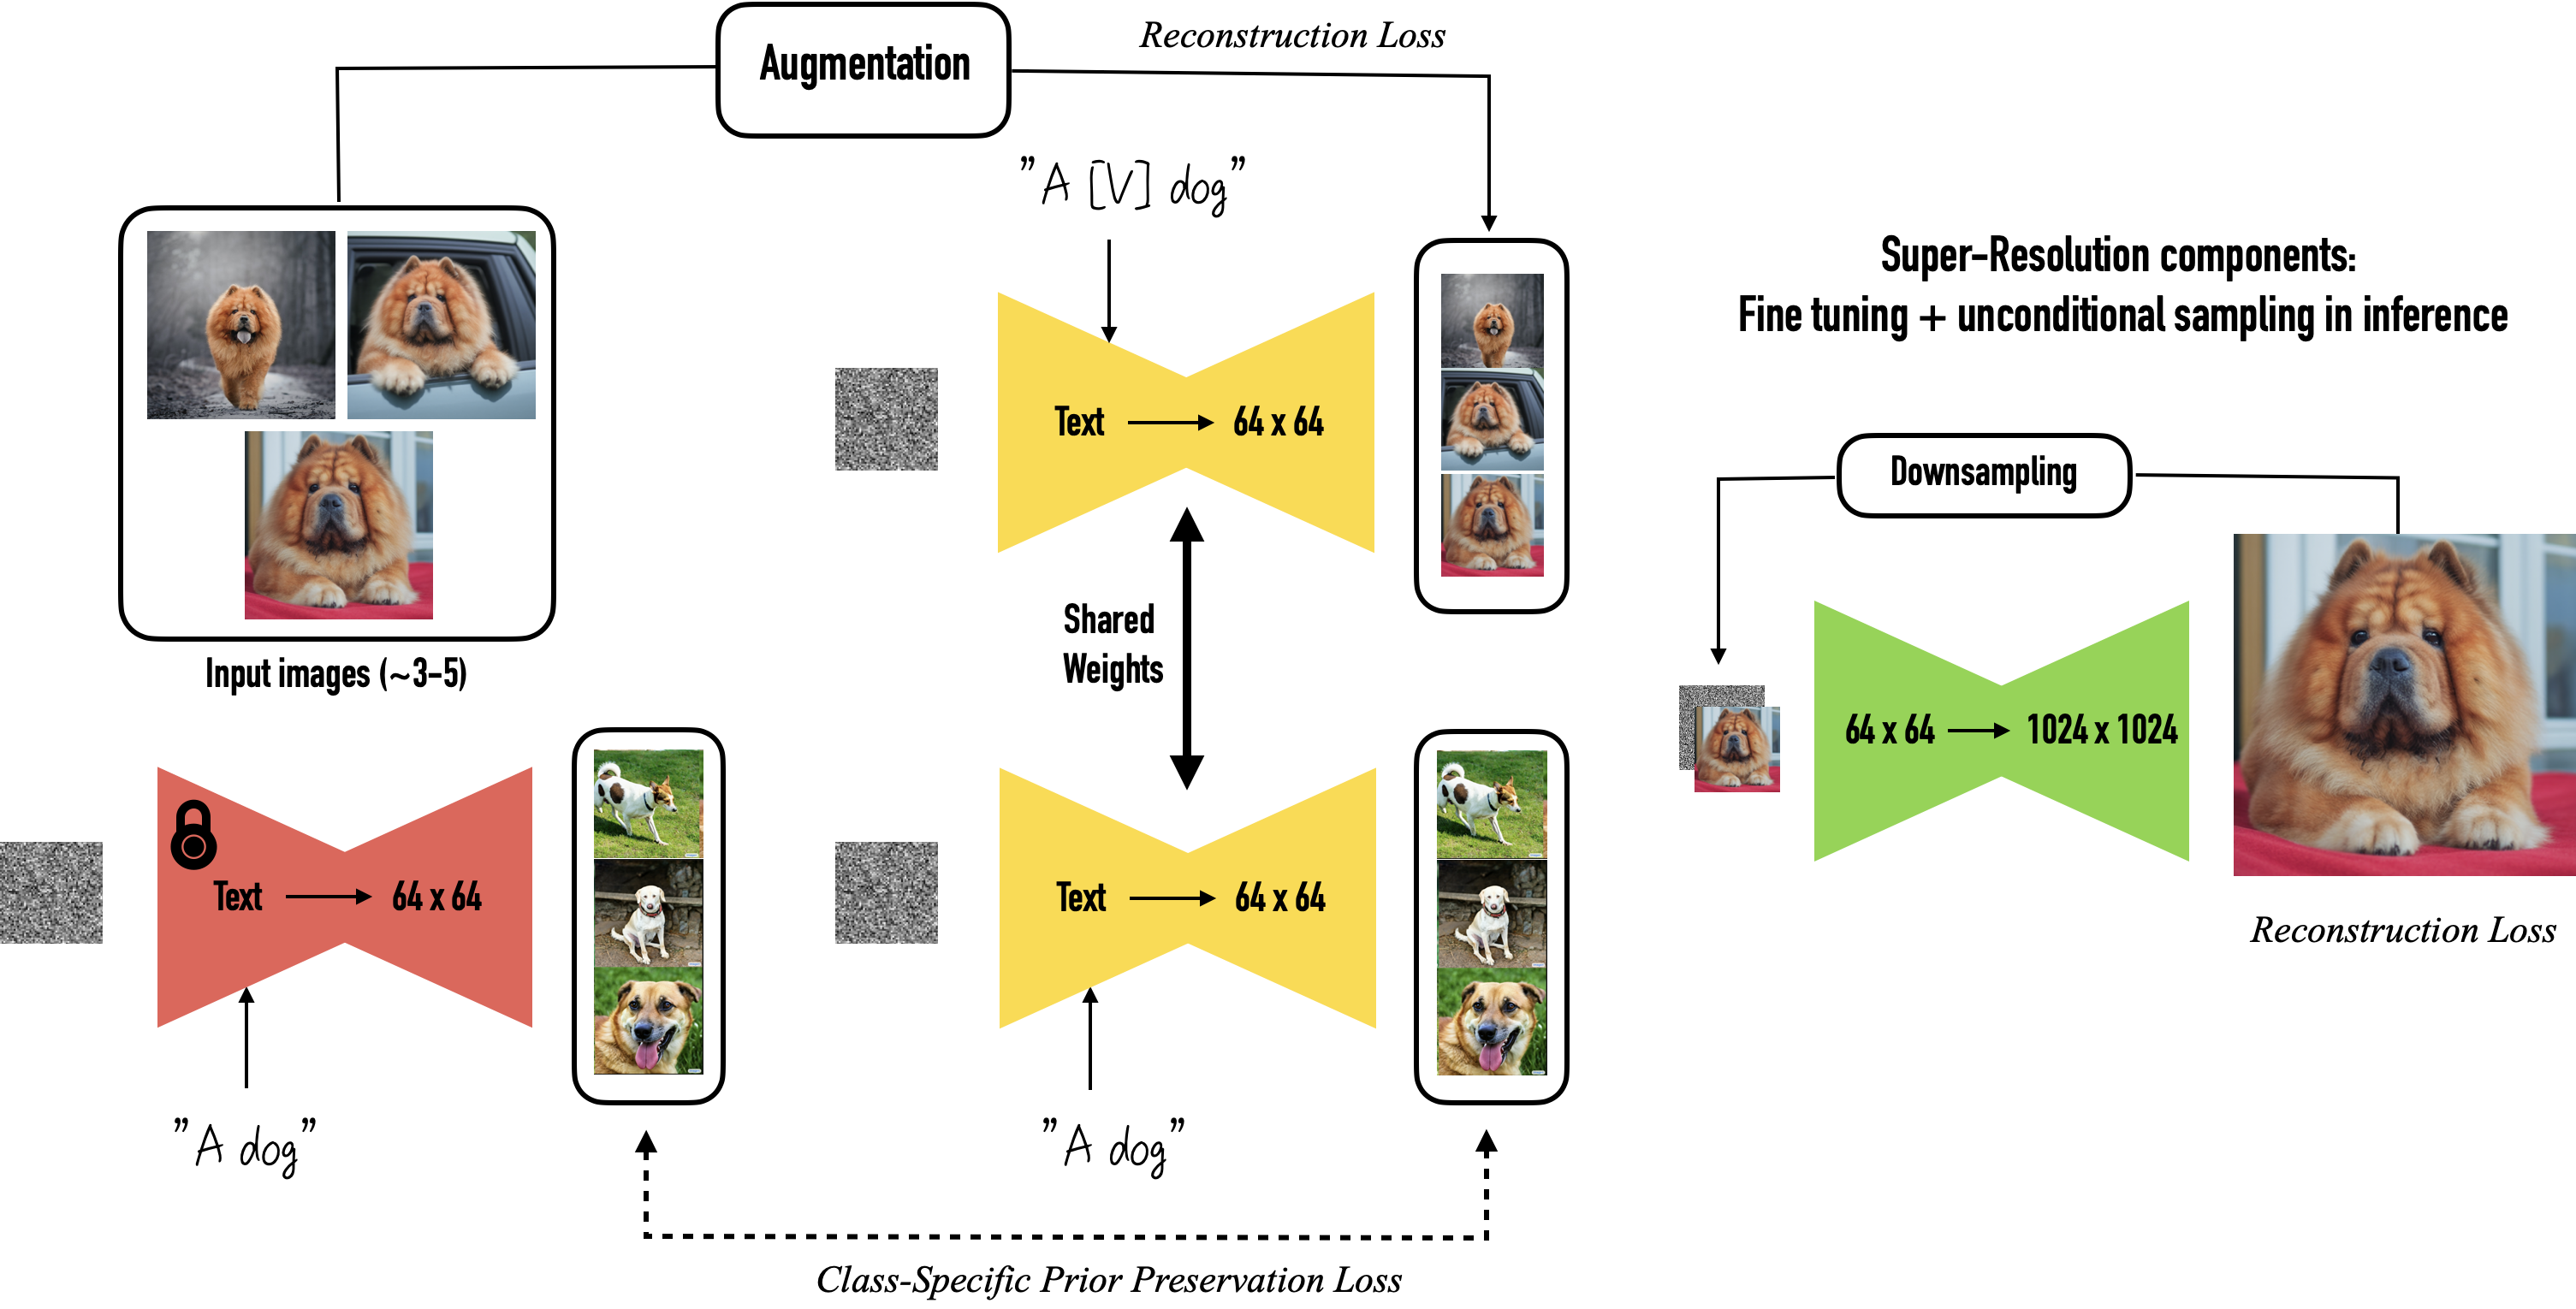 Augmentation
Reconstruction Loss
"A [V] dog"
Input images (~3-5)
Text → 64 x 64
Shared
Weights
Text → 64 x 64
"A dog"
Text → 64 x 64
"A dog"
Class-Specific Prior Preservation Loss
Super-Resolution components:
Fine tuning + unconditional sampling in inference
Downsampling
64 x 64 → 1024 x 1024
Reconstruction Loss